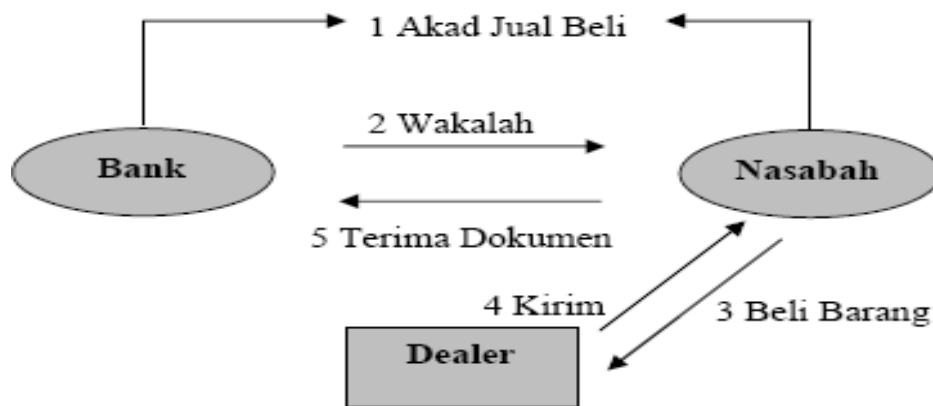 1 Akad Jual Beli
2 Wakalah
Bank
Nasabah
5 Terima Dokumen
4 Kirim
3 Beli Barang
Dealer